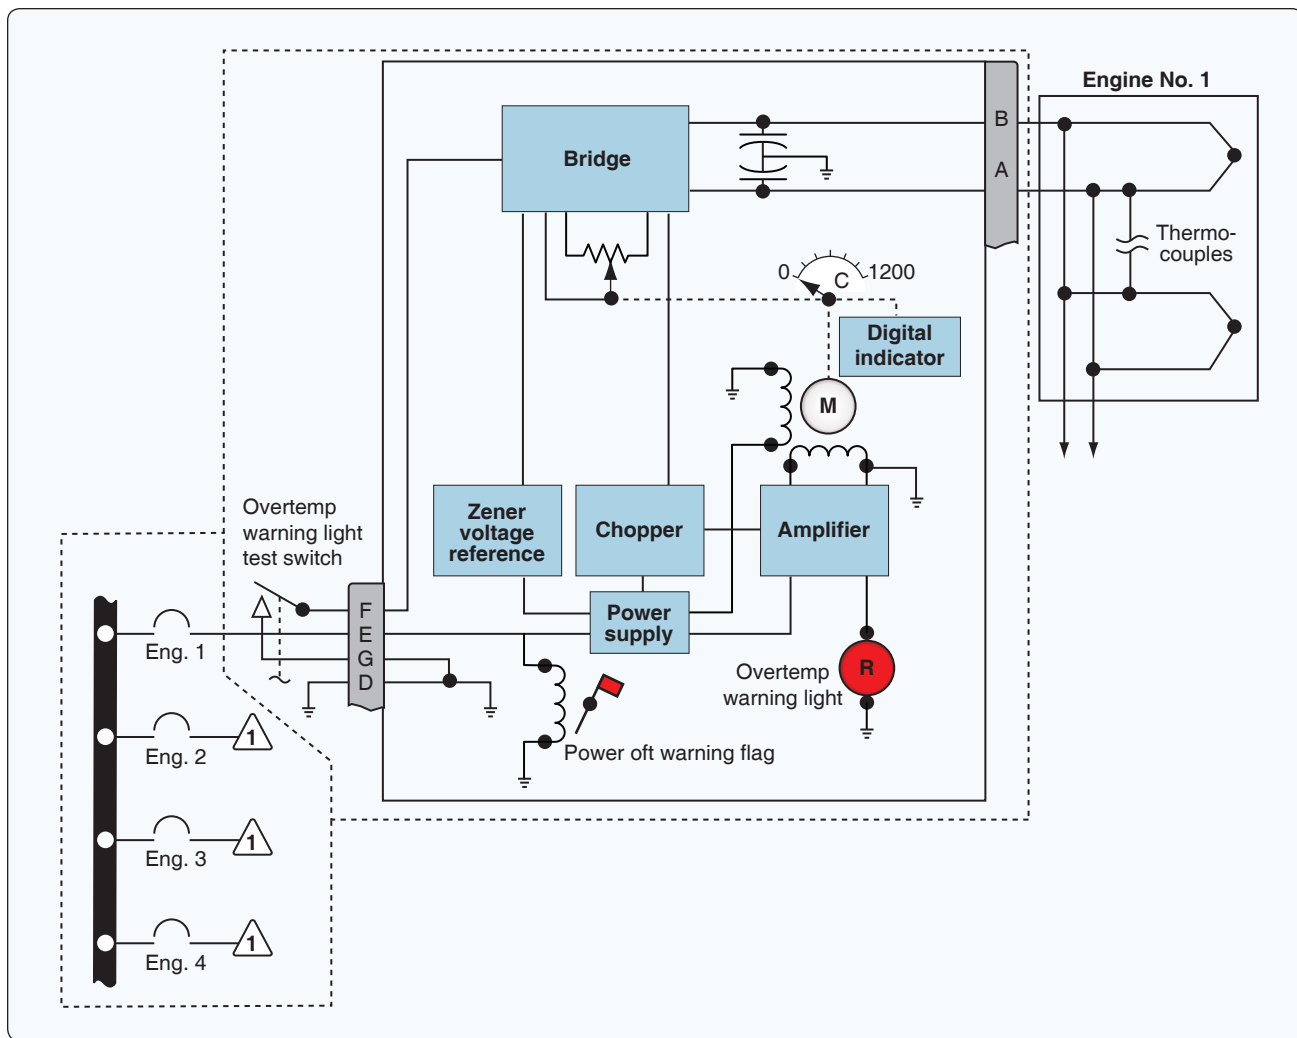 Engine No. 1
B
A
Bridge
Thermo-
couples
0
1200
C
Digital
indicator
M
Zener
voltage
reference
Chopper
Amplifier
Overtemp
warning light
test switch
Power
supply
F
E
G
D
Eng. 1
R
Overtemp
warning light
Power oft warning flag
1
Eng. 2
1
Eng. 3
1
Eng. 4